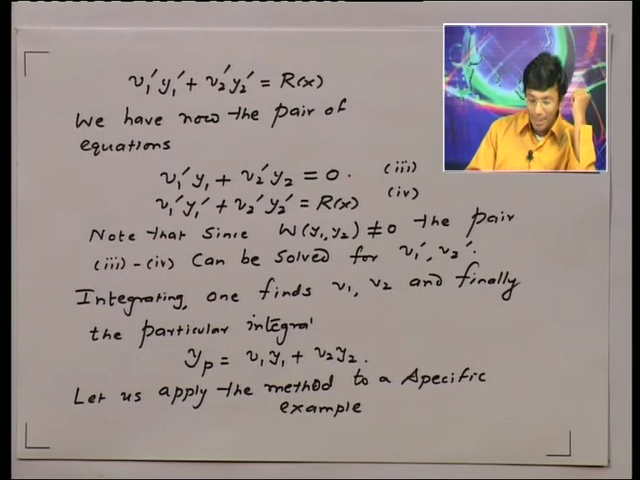 v₁'y₁' + v₂'y₂' = R(x)
We have now the pair of
equations
v₁'y₁ + v₂'y₂ = 0. (iii)
v₁'y₁' + v₂'y₂' = R(x) (iv)
Note that since W(y₁,y₂) ≠ 0 the pair
(iii) - (iv) can be solved for v₁', v₂'.
Integrating, one finds v₁, v₂ and finally
the particular integral
yₚ = v₁y₁ + v₂y₂.
Let us apply the method to a specific
example